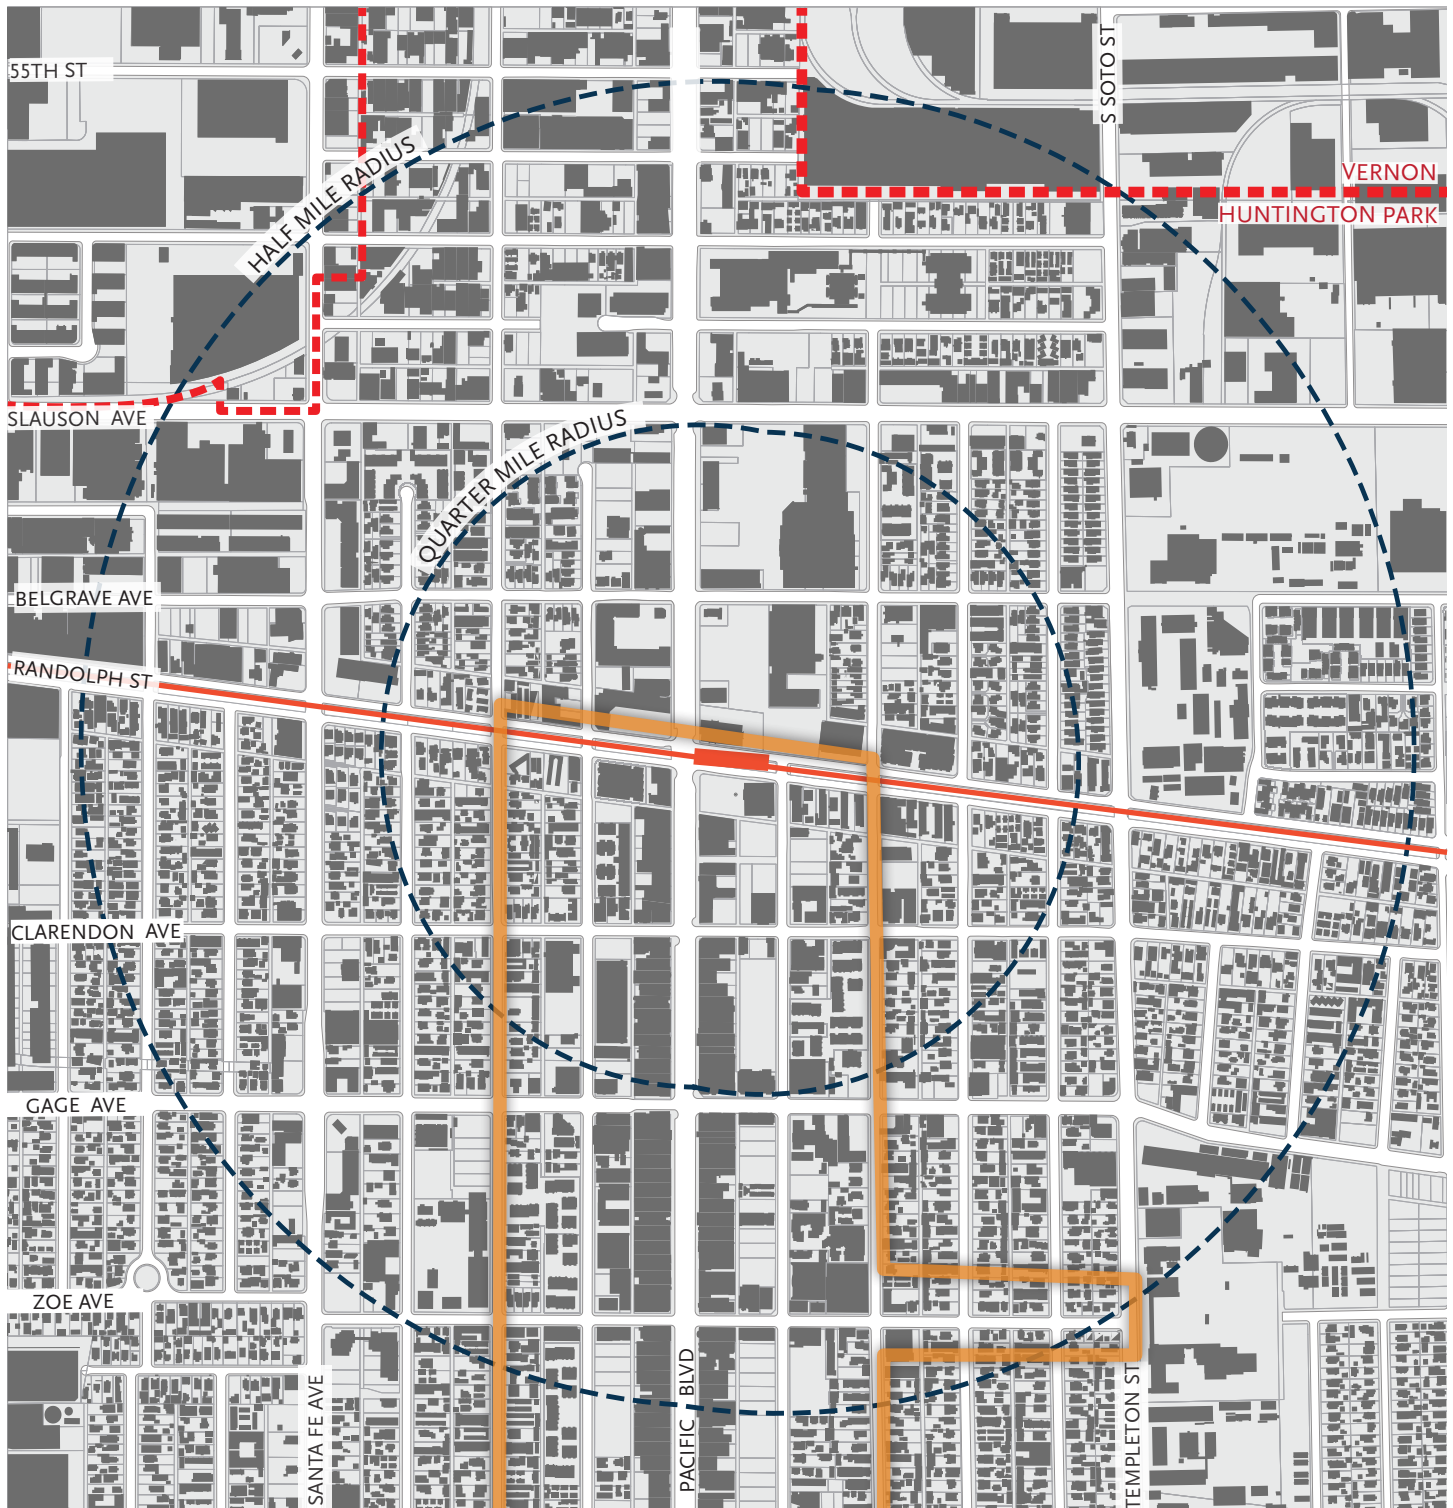 55TH ST
S SOTO ST
HALF MILE RADIUS
VERNON
HUNTINGTON PARK
SLAUSON AVE
QUARTER MILE RADIUS
BELGRAVE AVE
RANDOLPH ST
CLARENDON AVE
GAGE AVE
ZOE AVE
SANTA FE AVE
PACIFIC BLVD
TEMPLETON ST